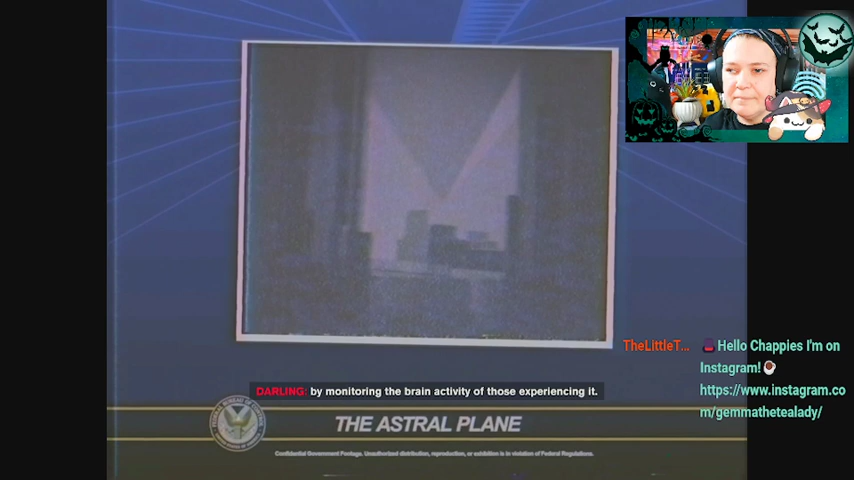 TheLittleT... Hello Chappies I'm on
Instagram!
https://www.instagram.co
m/gemmathetealady/
DARLING: by monitoring the brain activity of those experiencing it.
THE ASTRAL PLANE
Confidential Government Footage. Unauthorized distribution, reproduction, or exhibition is in violation of Federal Regulations.